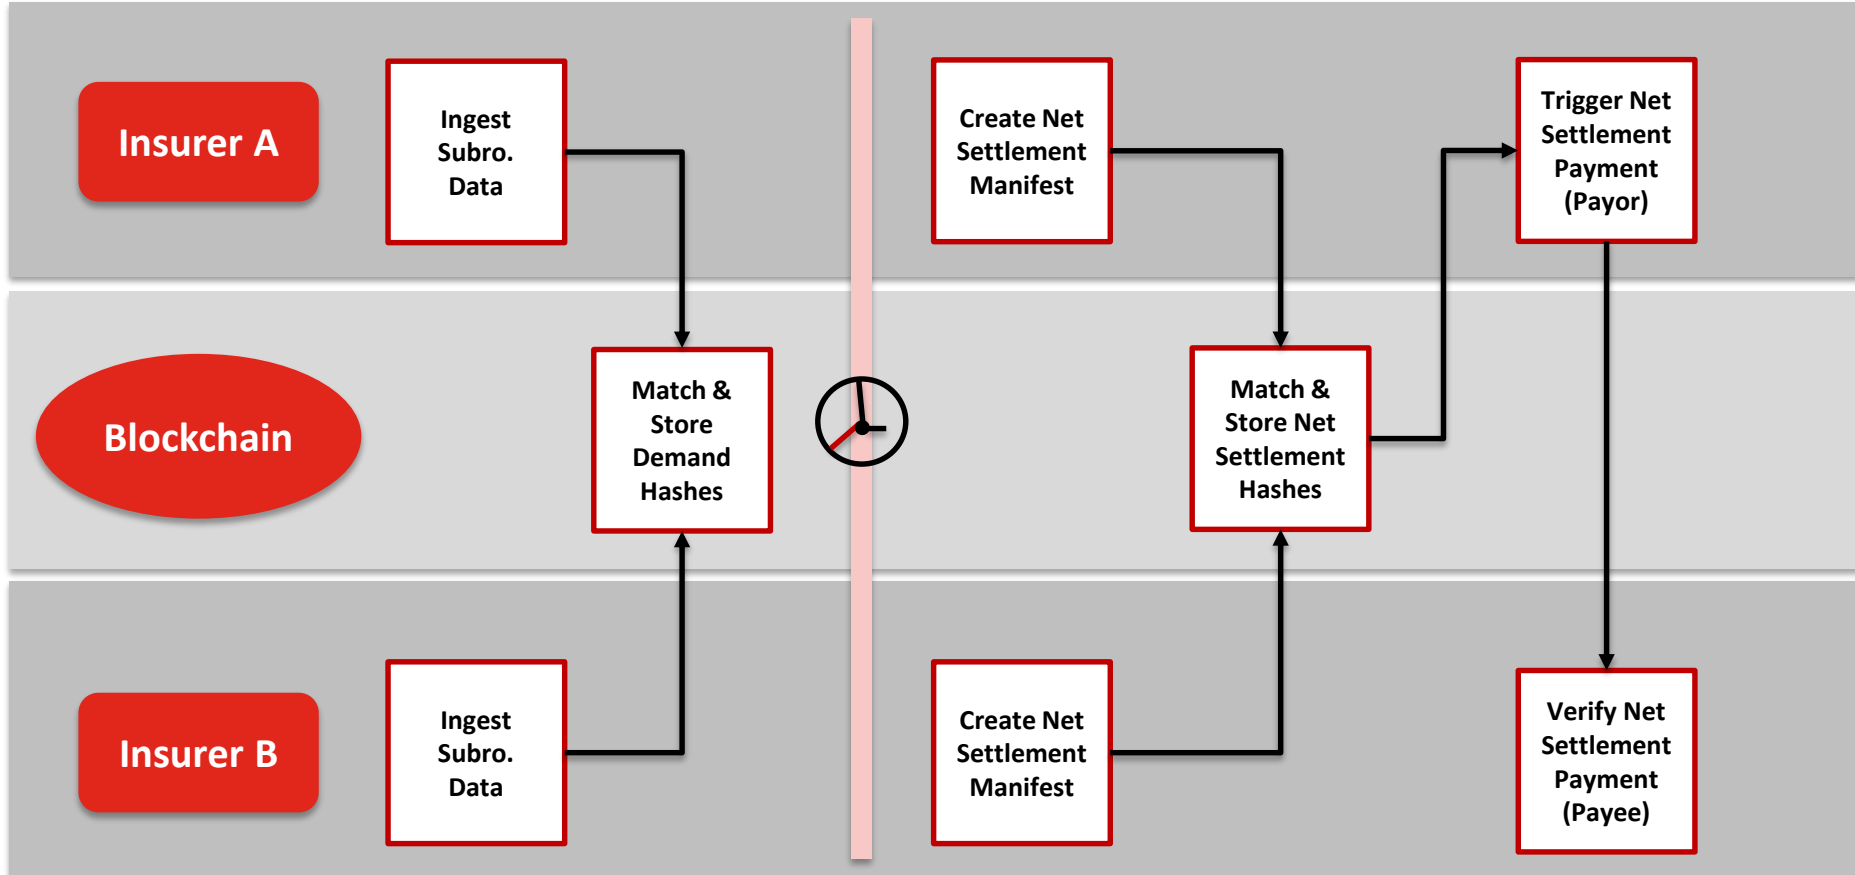 Insurer A
Ingest
Subro.
Data
Create Net
Settlement
Manifest
Trigger Net
Settlement
Payment
(Payor)
Blockchain
Match &
Store
Demand
Hashes
Match &
Store Net
Settlement
Hashes
Insurer B
Ingest
Subro.
Data
Create Net
Settlement
Manifest
Verify Net
Settlement
Payment
(Payee)